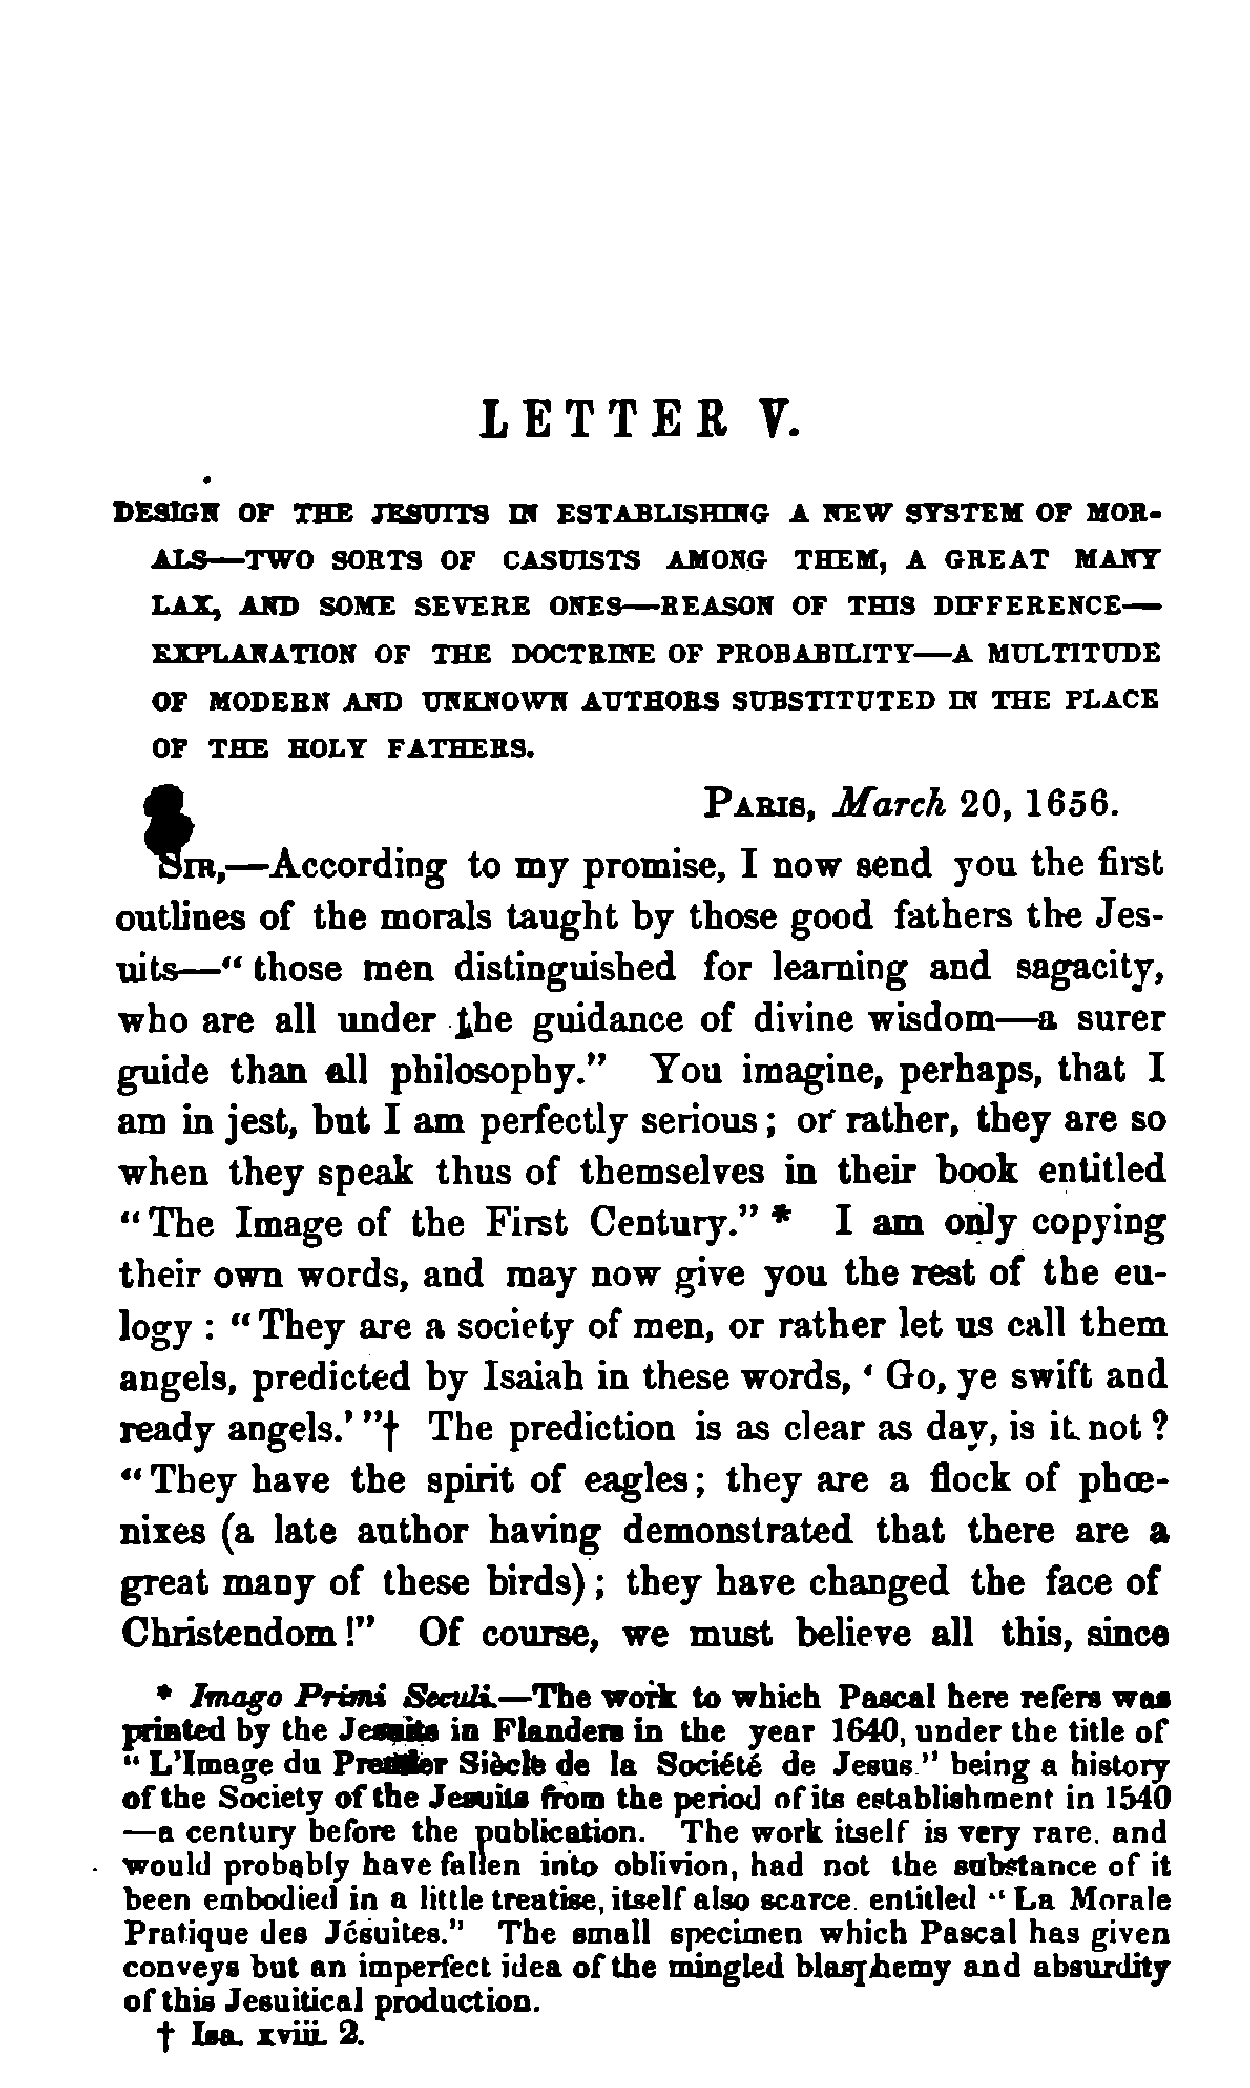 LETTER V.
DESIGN OF THE JESUITS IN ESTABLISHING A NEW SYSTEM OF MOR-
ALS—TWO SORTS OF CASUISTS AMONG THEM, A GREAT MANY
LAX, AND SOME SEVERE ONES—REASON OF THIS DIFFERENCE—
EXPLANATION OF THE DOCTRINE OF PROBABILITY—A MULTITUDE
OF MODERN AND UNKNOWN AUTHORS SUBSTITUTED IN THE PLACE
OF THE HOLY FATHERS.
PARIS, March 20, 1656.
SIR,—According to my promise, I now send you the first
outlines of the morals taught by those good fathers the Jes-
uits—“those men distinguished for learning and sagacity,
who are all under the guidance of divine wisdom—a surer
guide than all philosophy.” You imagine, perhaps, that I
am in jest, but I am perfectly serious; or rather, they are so
when they speak thus of themselves in their book entitled
“The Image of the First Century.”* I am only copying
their own words, and may now give you the rest of the eu-
logy: “They are a society of men, or rather let us call them
angels, predicted by Isaiah in these words, ‘Go, ye swift and
ready angels.’”† The prediction is as clear as day, is it not?
“They have the spirit of eagles; they are a flock of phœ-
nixes (a late author having demonstrated that there are a
great many of these birds); they have changed the face of
Christendom!” Of course, we must believe all this, since
* Imago Primi Seculi.—The work to which Pascal here refers was
printed by the Jesuits in Flanders in the year 1640, under the title of
“L’Image du Premier Siècle de la Société de Jesus,” being a history
of the Society of the Jesuits from the period of its establishment in 1540
—a century before the publication. The work itself is very rare, and
would probably have fallen into oblivion, had not the substance of it
been embodied in a little treatise, itself also scarce, entitled “La Morale
Pratique des Jésuites.” The small specimen which Pascal has given
conveys but an imperfect idea of the mingled blasphemy and absurdity
of this Jesuitical production.
† Isa. xviii. 2.